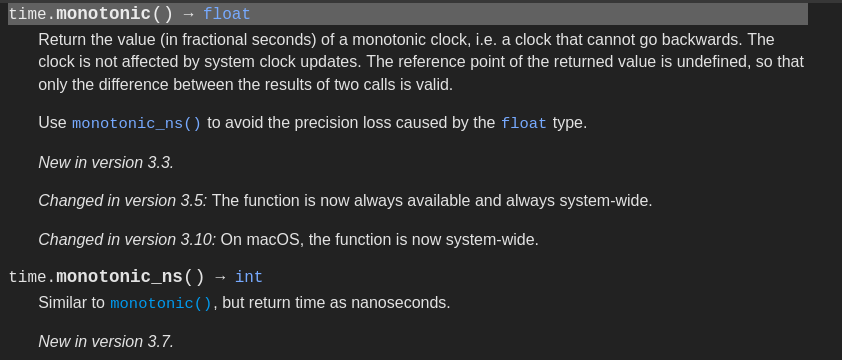 time.monotonic() → float
Return the value (in fractional seconds) of a monotonic clock, i.e. a clock that cannot go backwards. The
clock is not affected by system clock updates. The reference point of the returned value is undefined, so that
only the difference between the results of two calls is valid.
Use monotonic_ns() to avoid the precision loss caused by the float type.
New in version 3.3.
Changed in version 3.5: The function is now always available and always system-wide.
Changed in version 3.10: On macOS, the function is now system-wide.
time.monotonic_ns() → int
Similar to monotonic(), but return time as nanoseconds.
New in version 3.7.